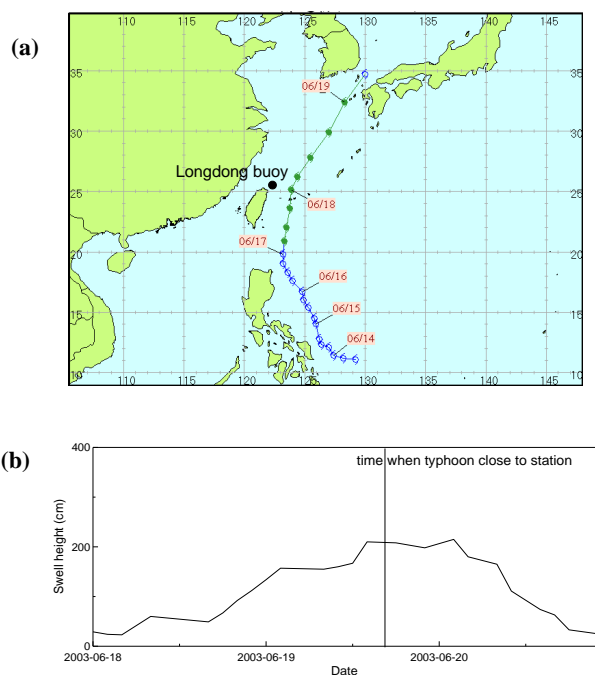 (a)
35
30
25
20
15
10
06/19
Longdong buoy
06/18
06/17
06/16
06/15
06/14
110 115 120 125 130 135 140 145
(b)
400
200
0
Swell height (cm)
time when typhoon close to station
2003-06-18 2003-06-19 2003-06-20
Date